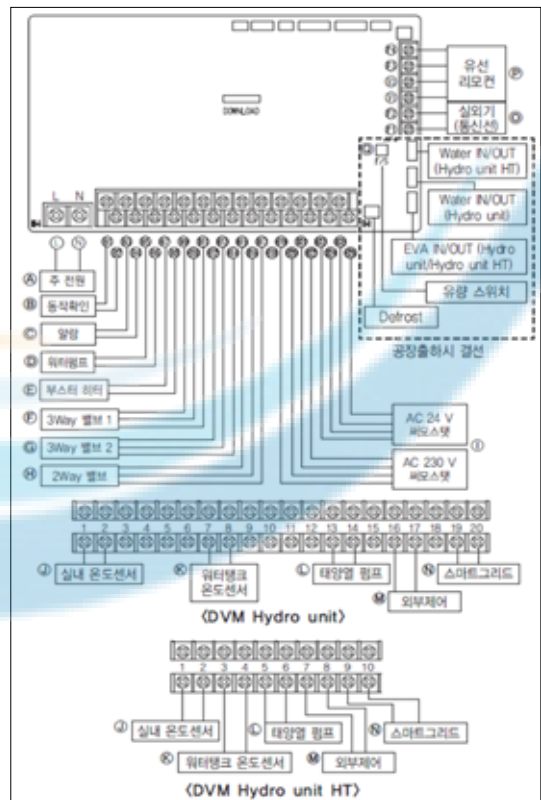 DOWNLOAD
유선
리모컨
Ⓟ
실외기
(통신선)
Ⓞ
Ⓠ
Water IN/OUT
(Hydro unit HT)
Water IN/OUT
(Hydro unit)
EVA IN/OUT (Hydro
unit/Hydro unit HT)
유량 스위치
Defrost
공장출하시 결선
L N
Ⓛ Ⓝ
Ⓐ 주 전원
Ⓑ 동작확인
Ⓒ 알람
Ⓓ 워터펌프
Ⓔ 부스터 히터
Ⓕ 3Way 밸브 1
Ⓖ 3Way 밸브 2
Ⓗ 2Way 밸브
AC 24 V
써모스탯
Ⓘ
AC 230 V
써모스탯
1 2 3 4 5 6 7 8 9 10 11 12 13 14 15 16 17 18 19 20
Ⓙ 실내 온도센서
Ⓚ 워터탱크
온도센서
Ⓛ 태양열 펌프
Ⓜ 외부제어
Ⓝ 스마트그리드
〈DVM Hydro unit〉
1 2 3 4 5 6 7 8 9 10
Ⓙ 실내 온도센서
Ⓚ 워터탱크 온도센서
Ⓛ 태양열 펌프
Ⓜ 외부제어
Ⓝ 스마트그리드
〈DVM Hydro unit HT〉